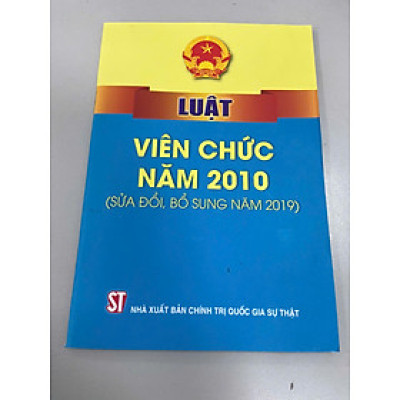 LUẬT
VIÊN CHỨC
NĂM 2010
(SỬA ĐỔI, BỔ SUNG NĂM 2019)
ST NHÀ XUẤT BẢN CHÍNH TRỊ QUỐC GIA SỰ THẬT